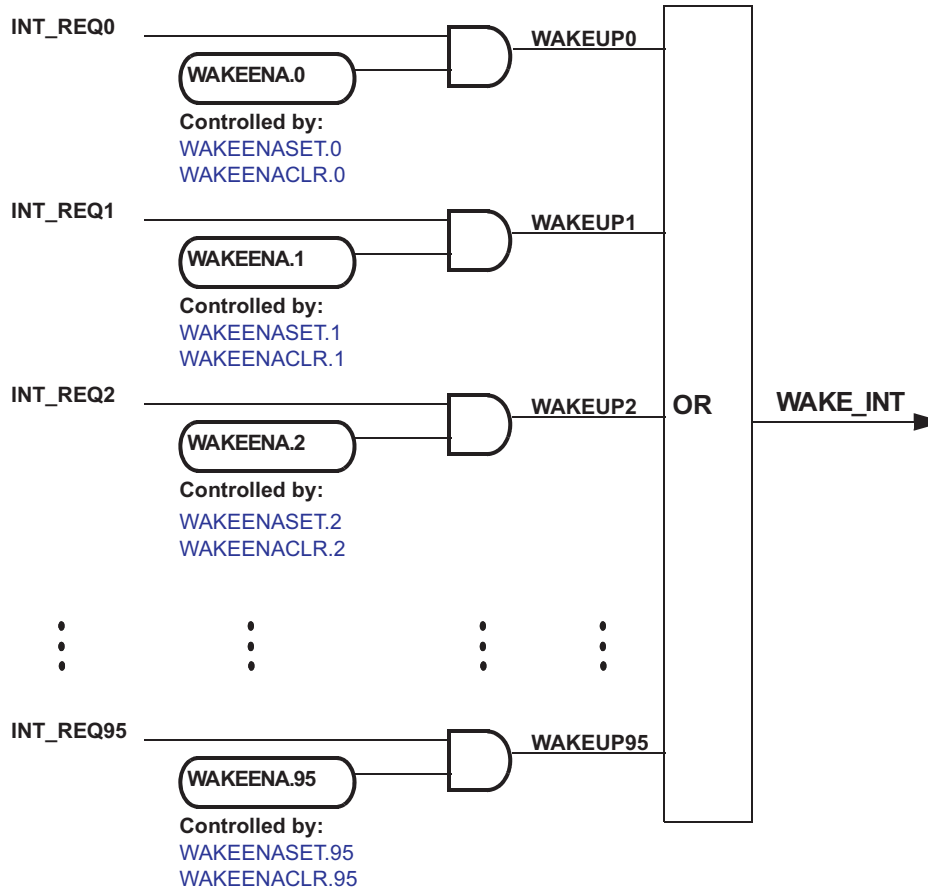 INT_REQ0
WAKEUP0
WAKEENA.0
Controlled by:
WAKEENASET.0
WAKEENACLR.0
INT_REQ1
WAKEUP1
WAKEENA.1
Controlled by:
WAKEENASET.1
WAKEENACLR.1
INT_REQ2
WAKEUP2
OR
WAKE_INT
WAKEENA.2
Controlled by:
WAKEENASET.2
WAKEENACLR.2
INT_REQ95
WAKEUP95
WAKEENA.95
Controlled by:
WAKEENASET.95
WAKEENACLR.95